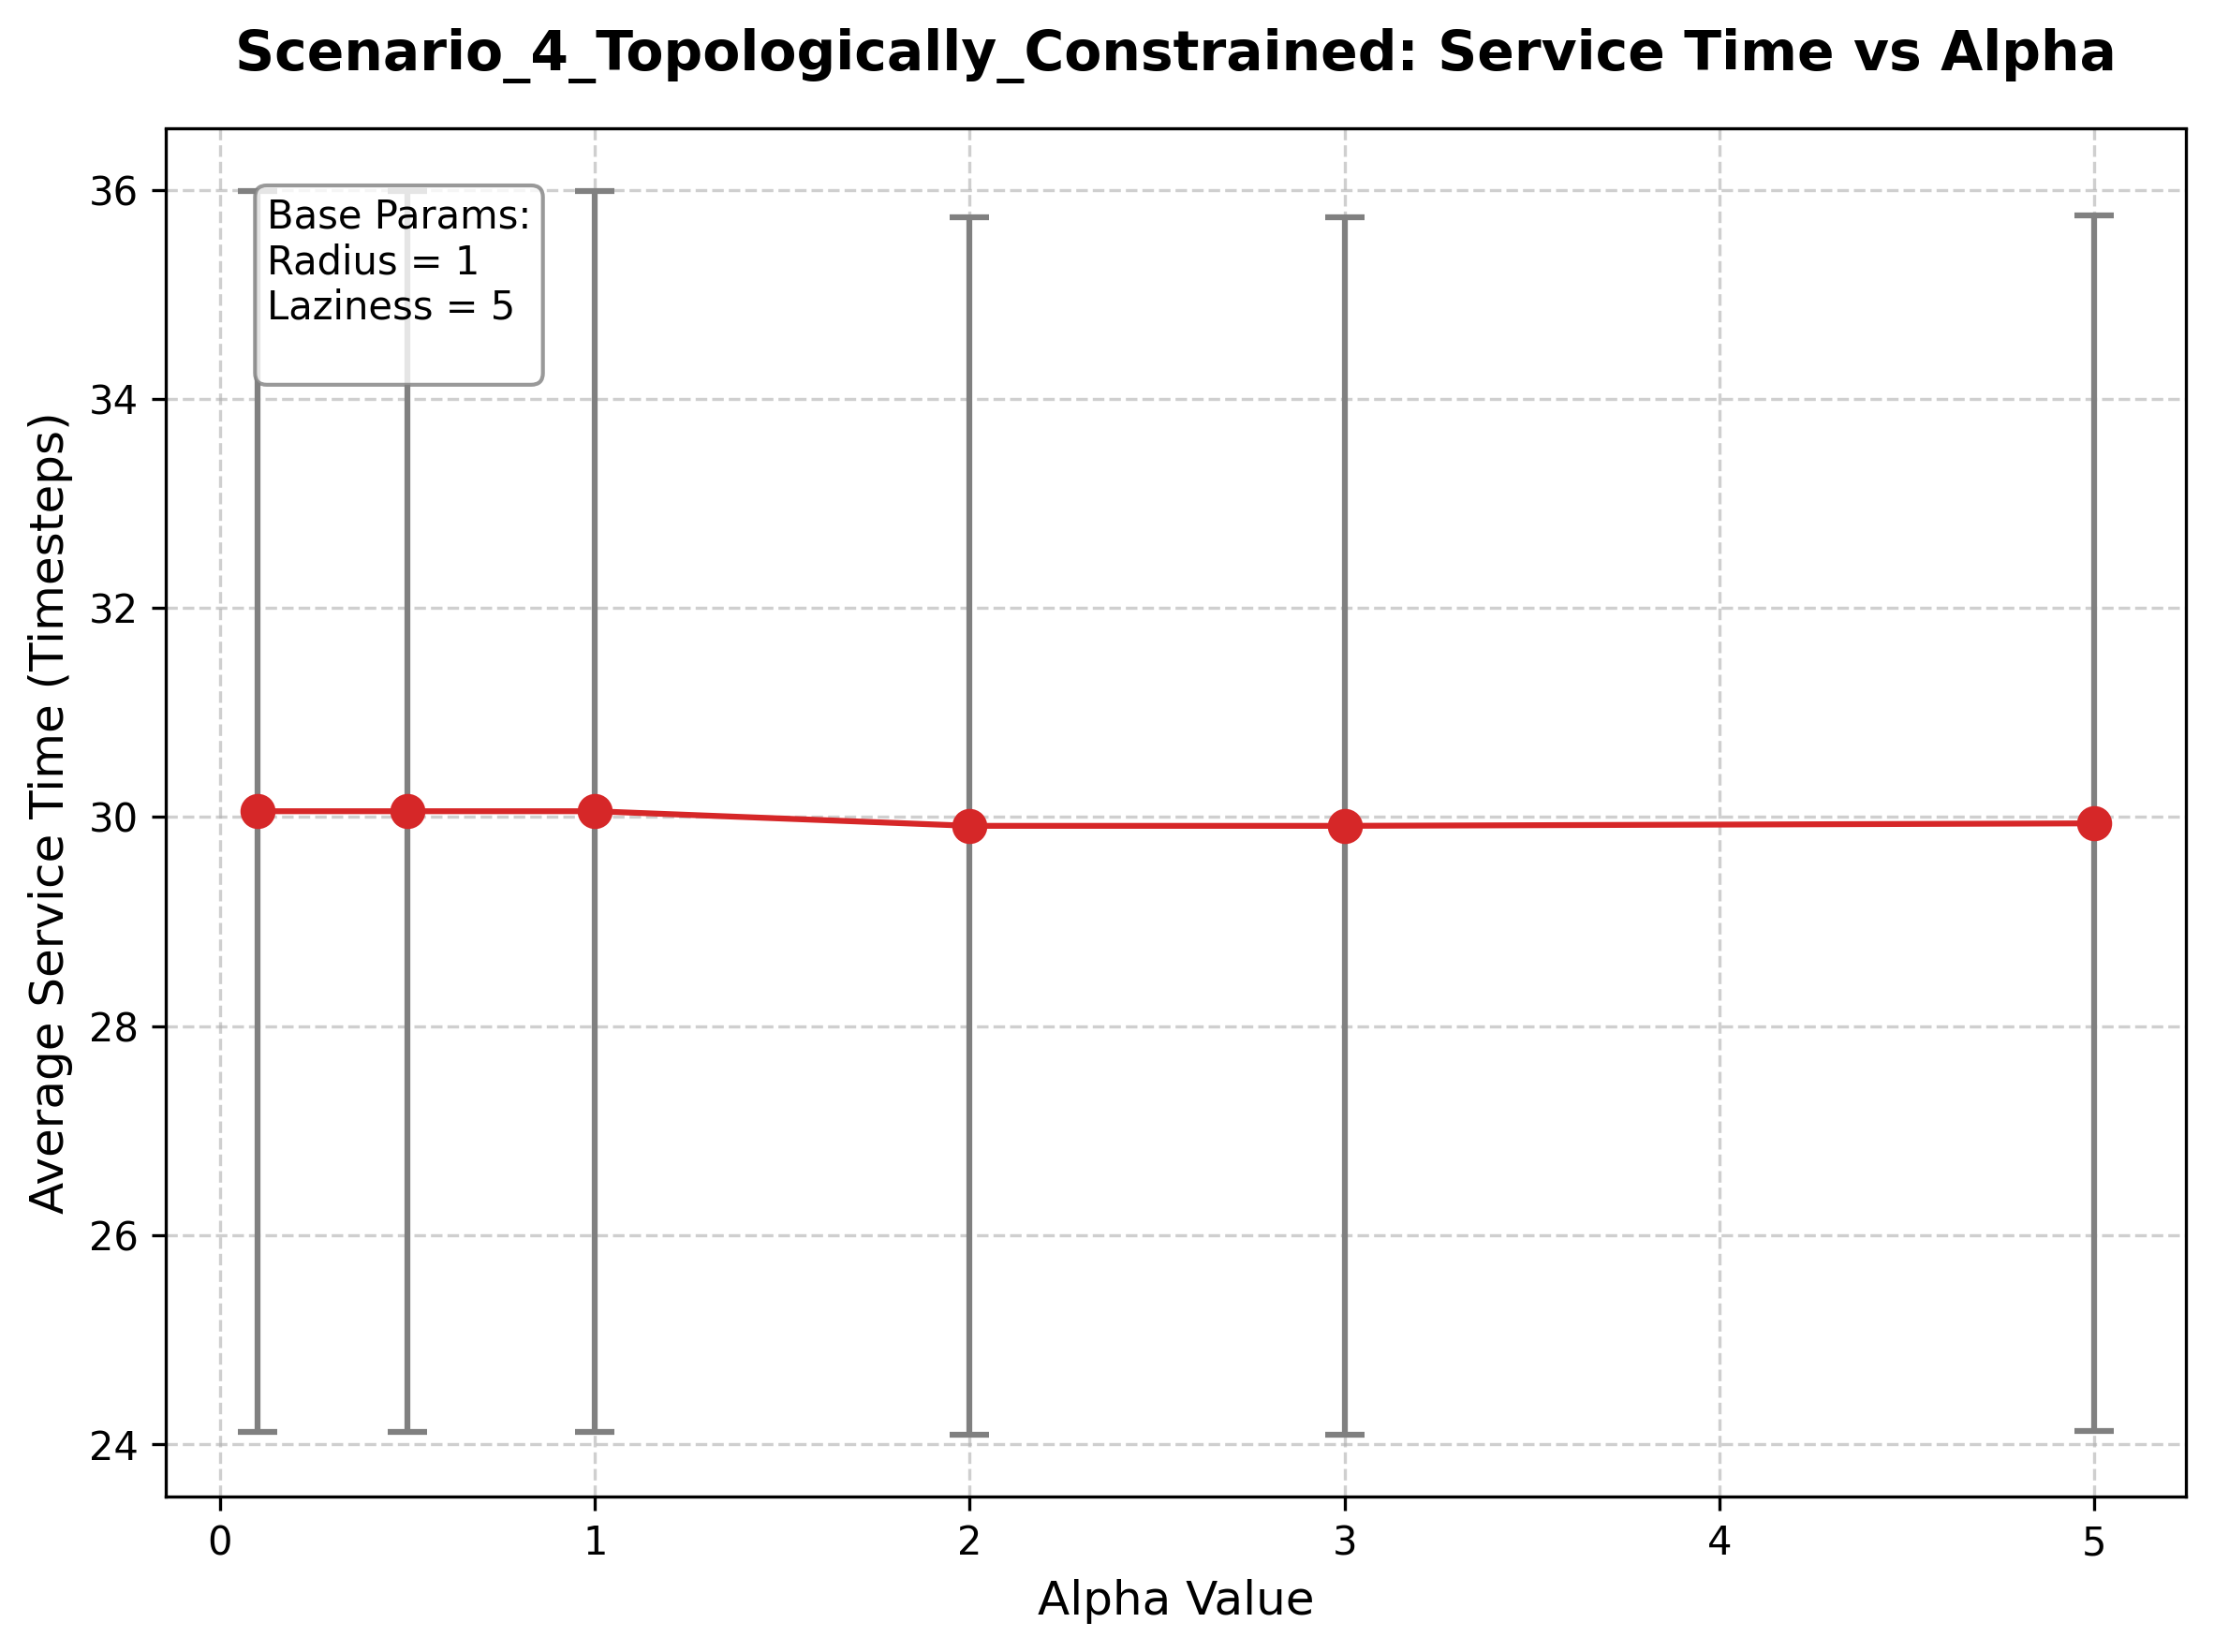 Scenario_4_Topologically_Constrained: Service Time vs Alpha
Base Params:
Radius = 1
Laziness = 5
Average Service Time (Timesteps)
36
34
32
30
28
26
24
0 1 2 3 4 5
Alpha Value